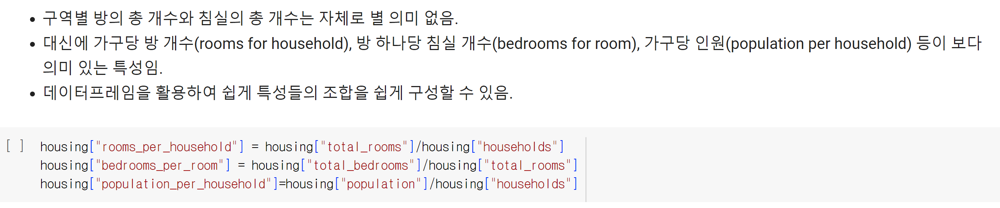 • 구역별 방의 총 개수와 침실의 총 개수는 자체로 별 의미 없음.
• 대신에 가구당 방 개수(rooms for household), 방 하나당 침실 개수(bedrooms for room), 가구당 인원(population per household) 등이 보다
의미 있는 특성임.
• 데이터프레임을 활용하여 쉽게 특성들의 조합을 쉽게 구성할 수 있음.
[ ] housing["rooms_per_household"] = housing["total_rooms"]/housing["households"]
housing["bedrooms_per_room"] = housing["total_bedrooms"]/housing["total_rooms"]
housing["population_per_household"]=housing["population"]/housing["households"]